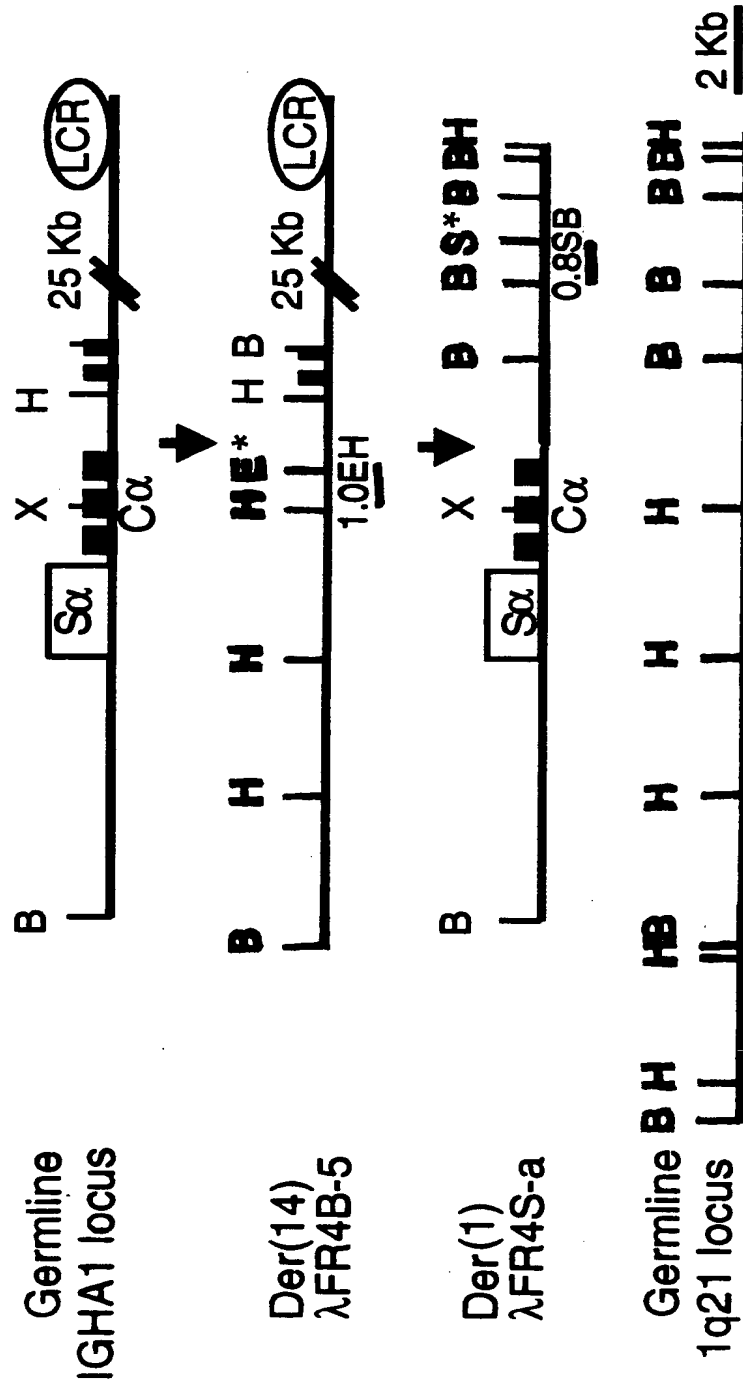 Germline
IGHA1 locus
B
Sα
X
Cα
H
25 Kb
LCR
Der(14)
λFR4B-5
B H H H E* H B
1.0EH
25 Kb
LCR
Der(1)
λFR4S-a
B
Sα
X
Cα
B B S* B B H
0.8SB
Germline
1q21 locus
B H H B H H H B B B B H
2 Kb